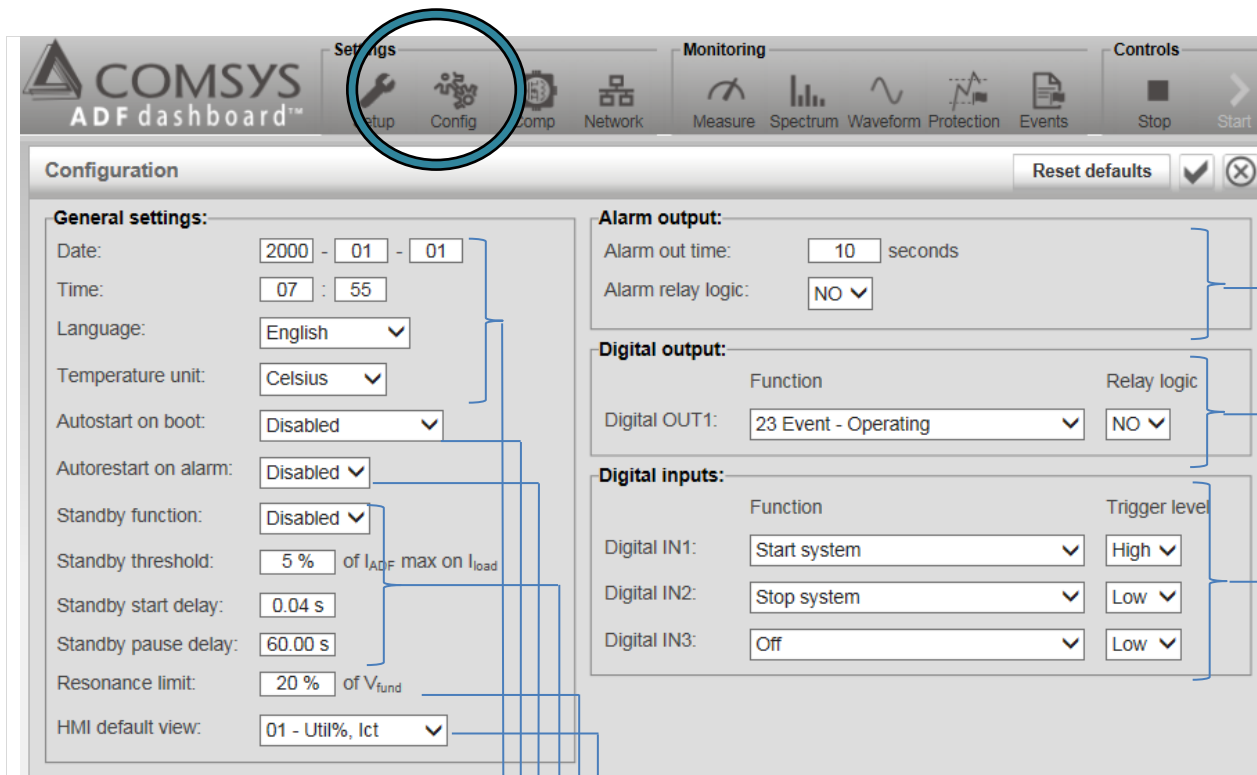 Settings
Monitoring
Controls
COMSYS
ADF dashboard™
Setup
Config
Comp
Network
Measure
Spectrum
Waveform
Protection
Events
Stop
Start
Configuration
Reset defaults
General settings:
Date: 2000 - 01 - 01
Time: 07 : 55
Language: English
Temperature unit: Celsius
Autostart on boot: Disabled
Autorestart on alarm: Disabled
Standby function: Disabled
Standby threshold: 5 % of IADF max on Iload
Standby start delay: 0.04 s
Standby pause delay: 60.00 s
Resonance limit: 20 % of Vfund
HMI default view: 01 - Util%, Ict
Alarm output:
Alarm out time: 10 seconds
Alarm relay logic: NO
Digital output:
Function Relay logic
Digital OUT1: 23 Event - Operating NO
Digital inputs:
Function Trigger level
Digital IN1: Start system High
Digital IN2: Stop system Low
Digital IN3: Off Low